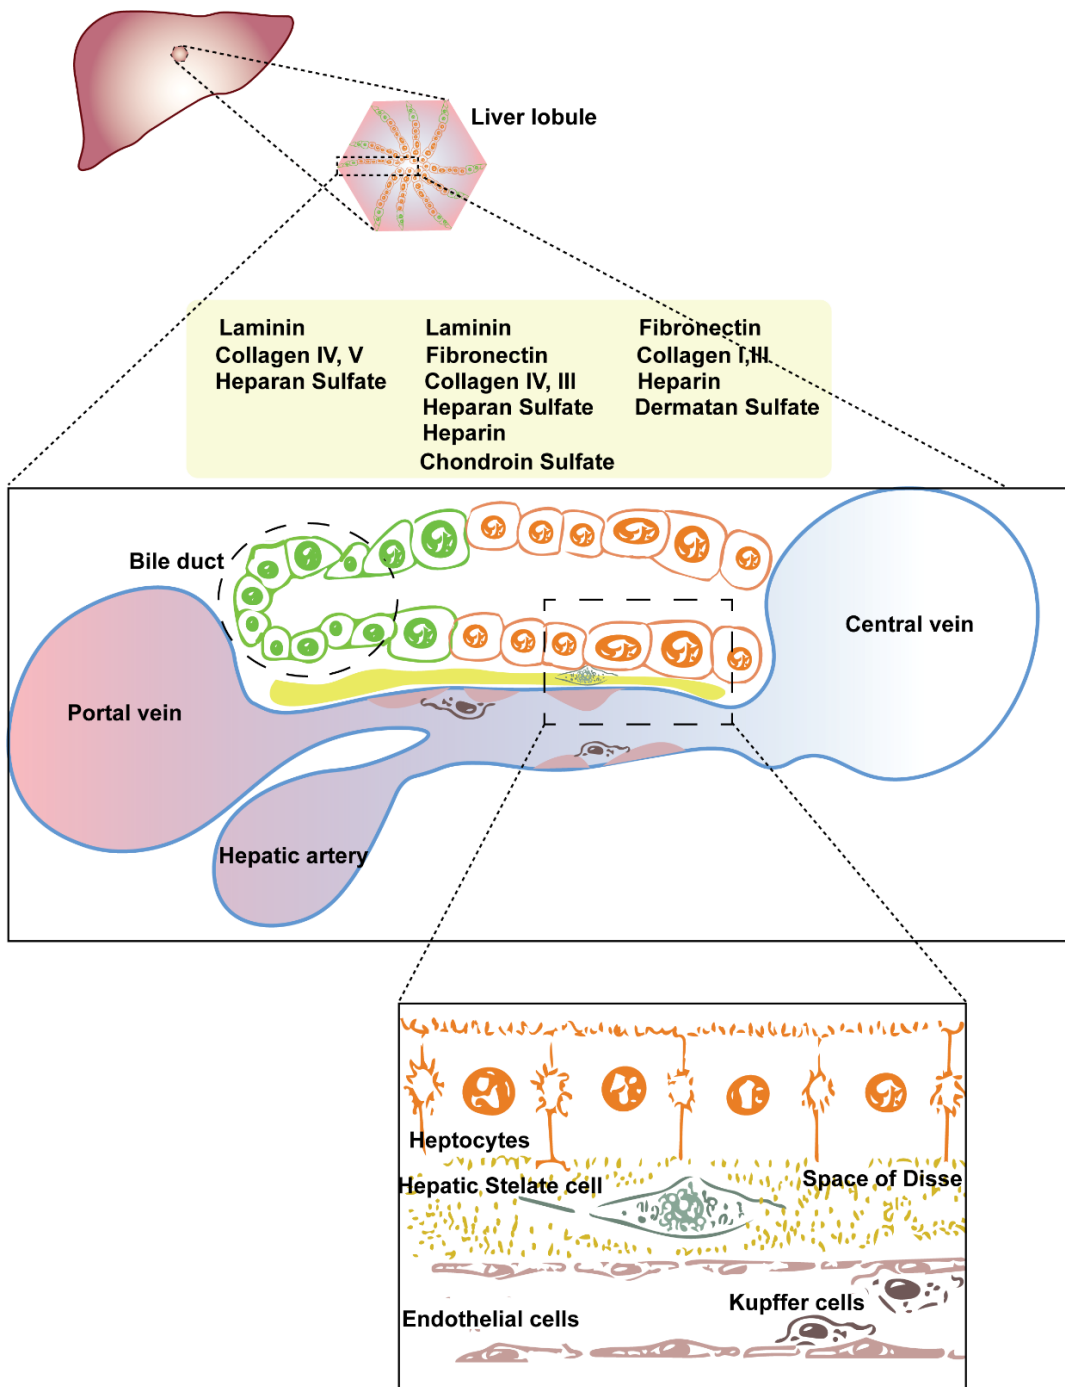 Liver lobule
Laminin
Collagen IV, V
Heparan Sulfate
Laminin
Fibronectin
Collagen IV, III
Heparan Sulfate
Heparin
Chondroin Sulfate
Fibronectin
Collagen I,III
Heparin
Dermatan Sulfate
Bile duct
Central vein
Portal vein
Hepatic artery
Heptocytes
Hepatic Stelate cell
Space of Disse
Kupffer cells
Endothelial cells